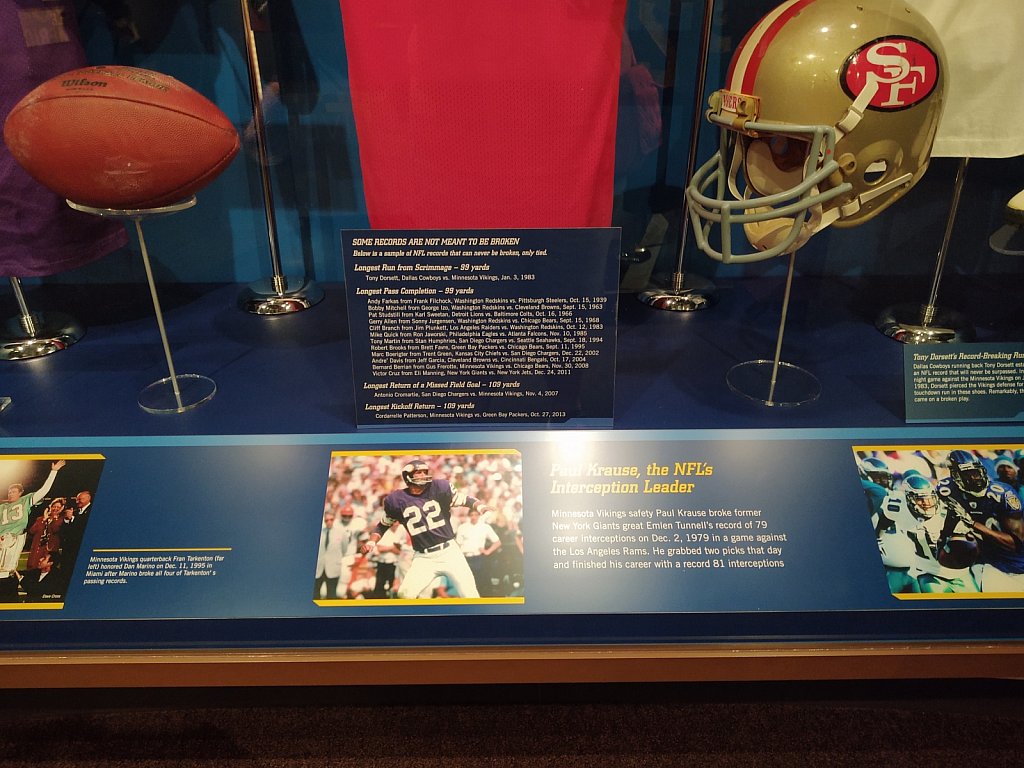 Wilson
49ERS
SF
SOME RECORDS ARE NOT MEANT TO BE BROKEN
Below is a sample of NFL records that can never be broken, only tied.
Longest Run from Scrimmage – 99 yards
Tony Dorsett, Dallas Cowboys vs. Minnesota Vikings, Jan. 3, 1983
Longest Pass Completion – 99 yards
Andy Farkas from Frank Filchock, Washington Redskins vs. Pittsburgh Steelers, Oct. 15, 1939
Bobby Mitchell from George Izo, Washington Redskins vs. Cleveland Browns, Sept. 15, 1963
Pat Studstill from Karl Sweetan, Detroit Lions vs. Baltimore Colts, Oct. 16, 1966
Gerry Allen from Sonny Jurgensen, Washington Redskins vs. Chicago Bears, Sept. 15, 1968
Cliff Branch from Jim Plunkett, Los Angeles Raiders vs. Washington Redskins, Oct. 12, 1983
Mike Quick from Ron Jaworski, Philadelphia Eagles vs. Atlanta Falcons, Nov. 10, 1985
Tony Martin from Stan Humphries, San Diego Chargers vs. Seattle Seahawks, Sept. 18, 1994
Robert Brooks from Brett Favre, Green Bay Packers vs. Chicago Bears, Sept. 11, 1995
Marc Boerigter from Trent Green, Kansas City Chiefs vs. San Diego Chargers, Dec. 22, 2002
Andre' Davis from Jeff Garcia, Cleveland Browns vs. Cincinnati Bengals, Oct. 17, 2004
Bernard Berrian from Gus Frerotte, Minnesota Vikings vs. Chicago Bears, Nov. 30, 2008
Victor Cruz from Eli Manning, New York Giants vs. New York Jets, Dec. 24, 2011
Longest Return of a Missed Field Goal – 109 yards
Antonio Cromartie, San Diego Chargers vs. Minnesota Vikings, Nov. 4, 2007
Longest Kickoff Return – 109 yards
Cordarrelle Patterson, Minnesota Vikings vs. Green Bay Packers, Oct. 27, 2013
Tony Dorsett's Record-Breaking Run
Dallas Cowboys running back Tony Dorsett
an NFL record that will never be surpassed. In
night game against the Minnesota Vikings on
1983, Dorsett pierced the Vikings defense for
touchdown run in these shoes. Remarkably,
came on a broken play.
13
Minnesota Vikings quarterback Fran Tarkenton (far
left) honored Dan Marino on Dec. 11, 1995 in
Miami after Marino broke all four of Tarkenton's
passing records.
Dave Cross
22
Paul Krause, the NFL's
Interception Leader
Minnesota Vikings safety Paul Krause broke former
New York Giants great Emlen Tunnell's record of 79
career interceptions on Dec. 2, 1979 in a game against
the Los Angeles Rams. He grabbed two picks that day
and finished his career with a record 81 interceptions